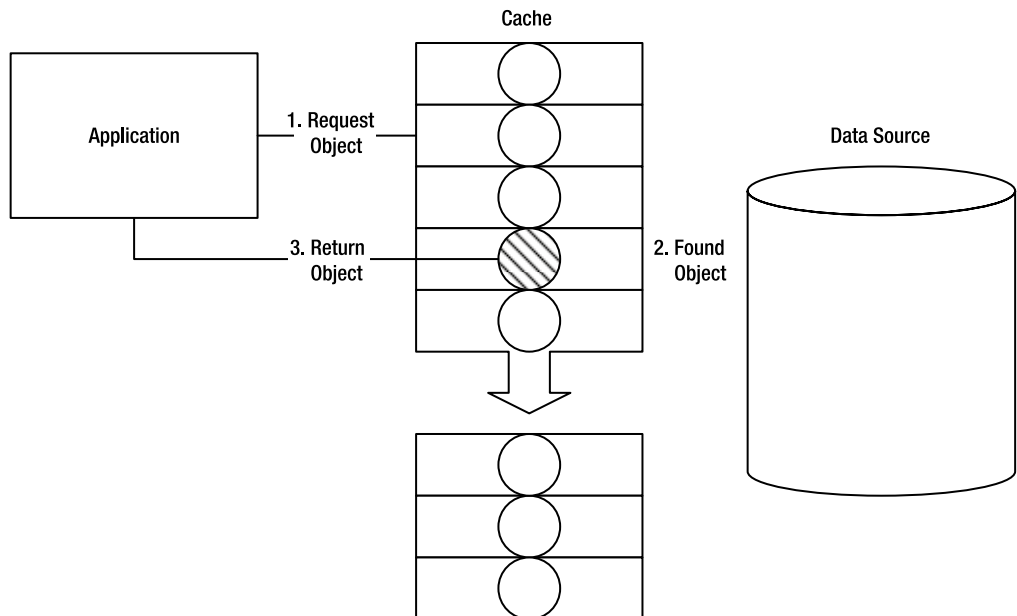 Cache
Application
1. Request
Object
Data Source
3. Return
Object
2. Found
Object